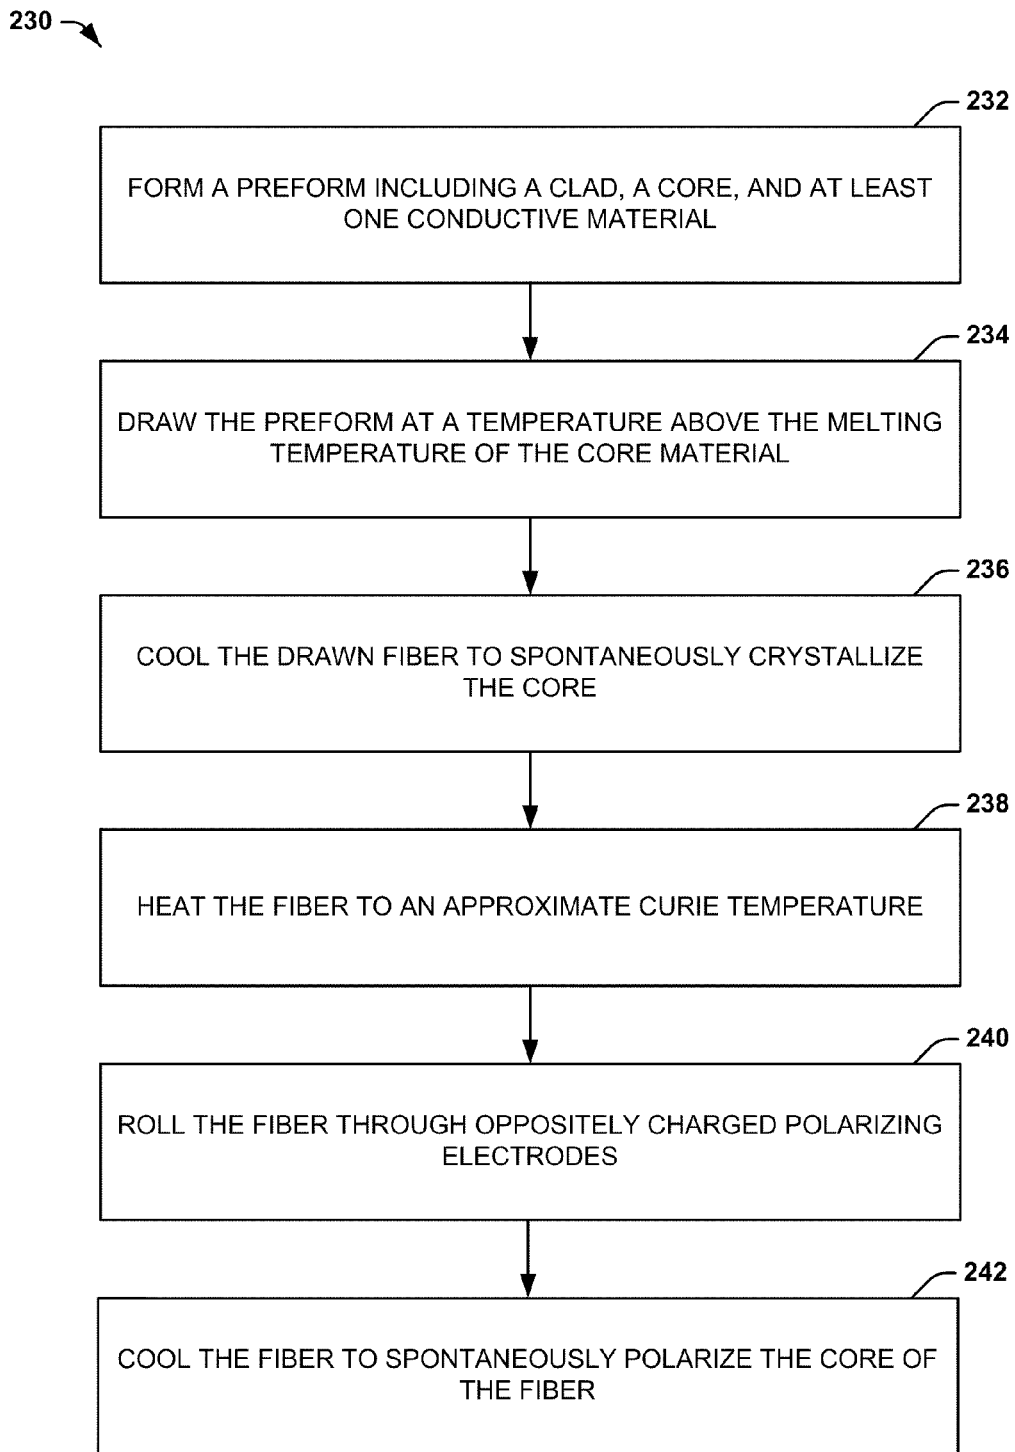 230
232
FORM A PREFORM INCLUDING A CLAD, A CORE, AND AT LEAST
ONE CONDUCTIVE MATERIAL
234
DRAW THE PREFORM AT A TEMPERATURE ABOVE THE MELTING
TEMPERATURE OF THE CORE MATERIAL
236
COOL THE DRAWN FIBER TO SPONTANEOUSLY CRYSTALLIZE
THE CORE
238
HEAT THE FIBER TO AN APPROXIMATE CURIE TEMPERATURE
240
ROLL THE FIBER THROUGH OPPOSITELY CHARGED POLARIZING
ELECTRODES
242
COOL THE FIBER TO SPONTANEOUSLY POLARIZE THE CORE OF
THE FIBER